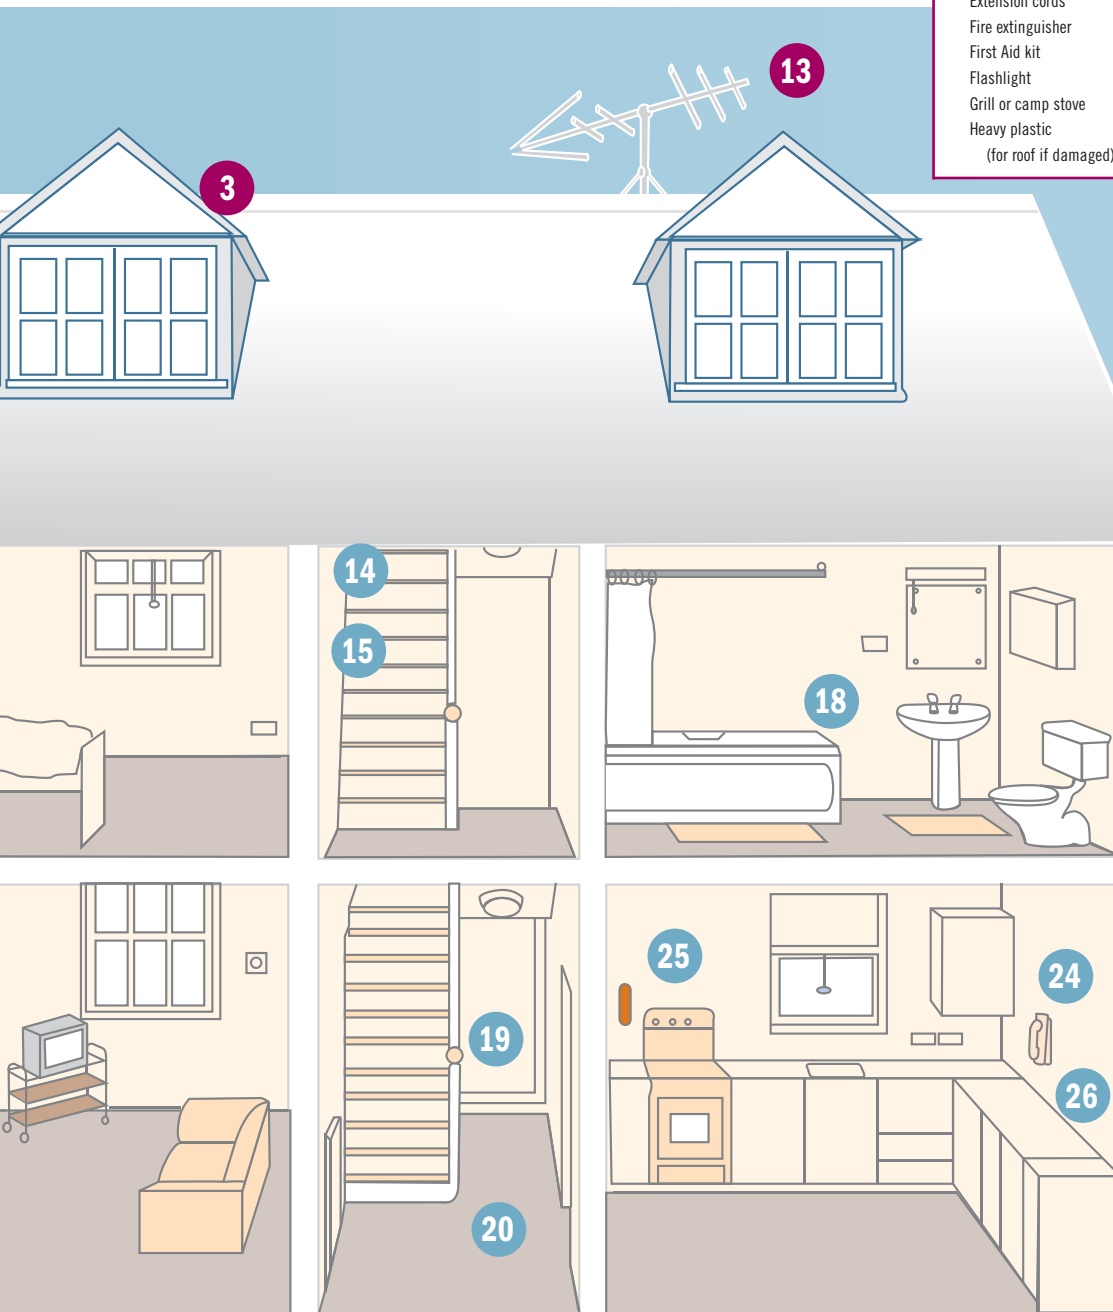 Extension cords
Fire extinguisher
First Aid kit
Flashlight
Grill or camp stove
Heavy plastic
(for roof if damaged)
13
3
14
15
18
25
24
19
26
20